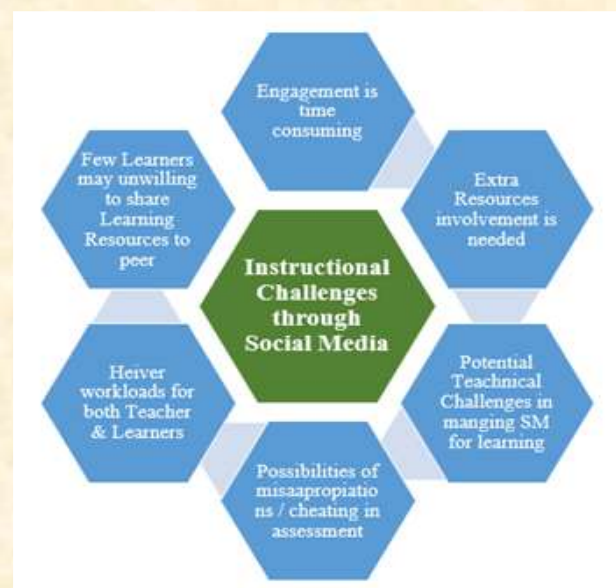 Engagement is
time
consuming
Few Learners
may unwilling
to share
Learning
Resources to
peer
Extra
Resources
involvement is
needed
Instructional
Challenges
through
Social Media
Heiver
workloads for
both Teacher
& Learners
Potential
Teachnical
Challenges in
manging SM
for learning
Possibilities of
misaapropiatio
ns / cheating in
assessment